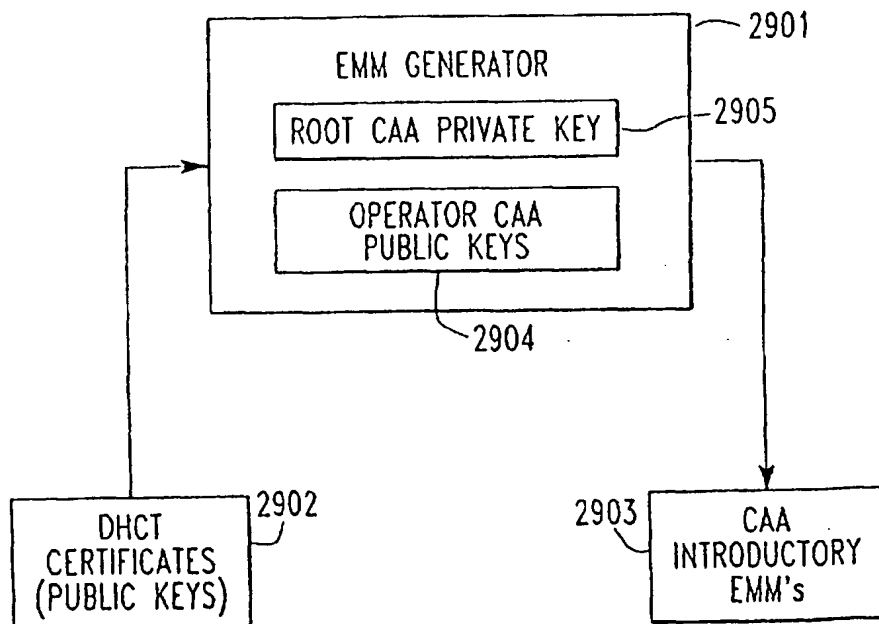 2901
EMM GENERATOR
ROOT CAA PRIVATE KEY
2905
OPERATOR CAA
PUBLIC KEYS
2904
DHCT
CERTIFICATES
(PUBLIC KEYS)
2902
2903
CAA
INTRODUCTORY
EMM's